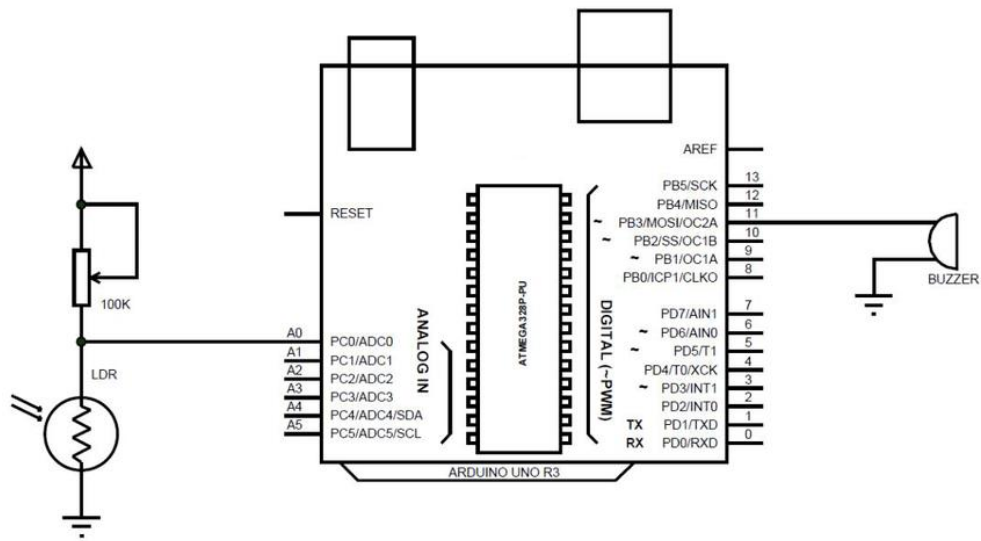 AREF
RESET
PB5/SCK 13
PB4/MISO 12
~ PB3/MOSI/OC2A 11
~ PB2/SS/OC1B 10
~ PB1/OC1A 9
PB0/ICP1/CLKO 8
BUZZER
100K
LDR
A0 PC0/ADC0
A1 PC1/ADC1
A2 PC2/ADC2
A3 PC3/ADC3
A4 PC4/ADC4/SDA
A5 PC5/ADC5/SCL
ANALOG IN
ATMEGA328P-PU
DIGITAL (~PWM)
PD7/AIN1 7
~ PD6/AIN0 6
~ PD5/T1 5
PD4/T0/XCK 4
~ PD3/INT1 3
PD2/INT0 2
TX PD1/TXD 1
RX PD0/RXD 0
ARDUINO UNO R3